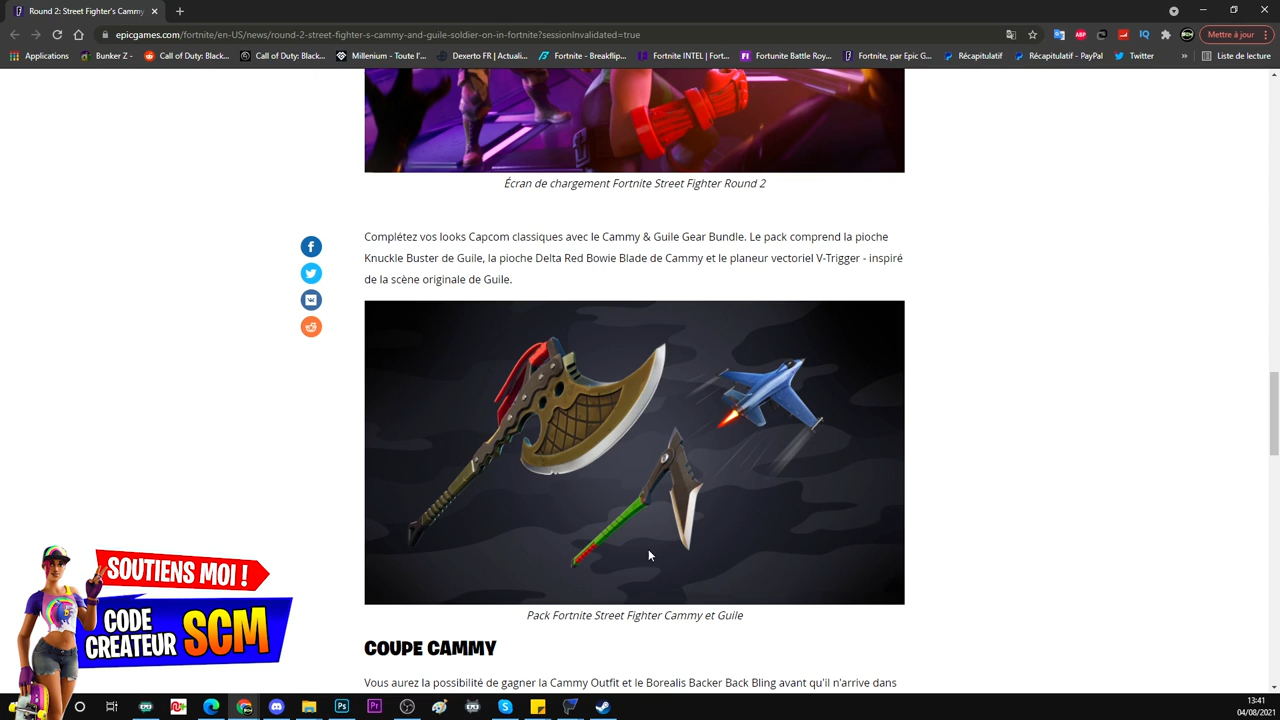 Round 2: Street Fighter's Cammy
epicgames.com/fortnite/en-US/news/round-2-street-fighter-s-cammy-and-guile-soldier-on-in-fortnite?sessionInvalidated=true
Mettre à jour
Applications
Bunker Z -
Call of Duty: Black...
Call of Duty: Black...
Millenium - Toute l'...
Dexerto FR | Actuali...
Fortnite - Breakflip...
Fortnite INTEL | Fort...
Fortunite Battle Roy...
Fortnite, par Epic G...
Récapitulatif
Récapitulatif - PayPal
Twitter
»
Liste de lecture
Écran de chargement Fortnite Street Fighter Round 2
Complétez vos looks Capcom classiques avec le Cammy & Guile Gear Bundle. Le pack comprend la pioche
Knuckle Buster de Guile, la pioche Delta Red Bowie Blade de Cammy et le planeur vectoriel V-Trigger - inspiré
de la scène originale de Guile.
Pack Fortnite Street Fighter Cammy et Guile
COUPE CAMMY
Vous aurez la possibilité de gagner la Cammy Outfit et le Borealis Backer Back Bling avant qu'il n'arrive dans
SOUTIENS MOI !
CODE
CREATEUR SCM
13:41
04/08/2021